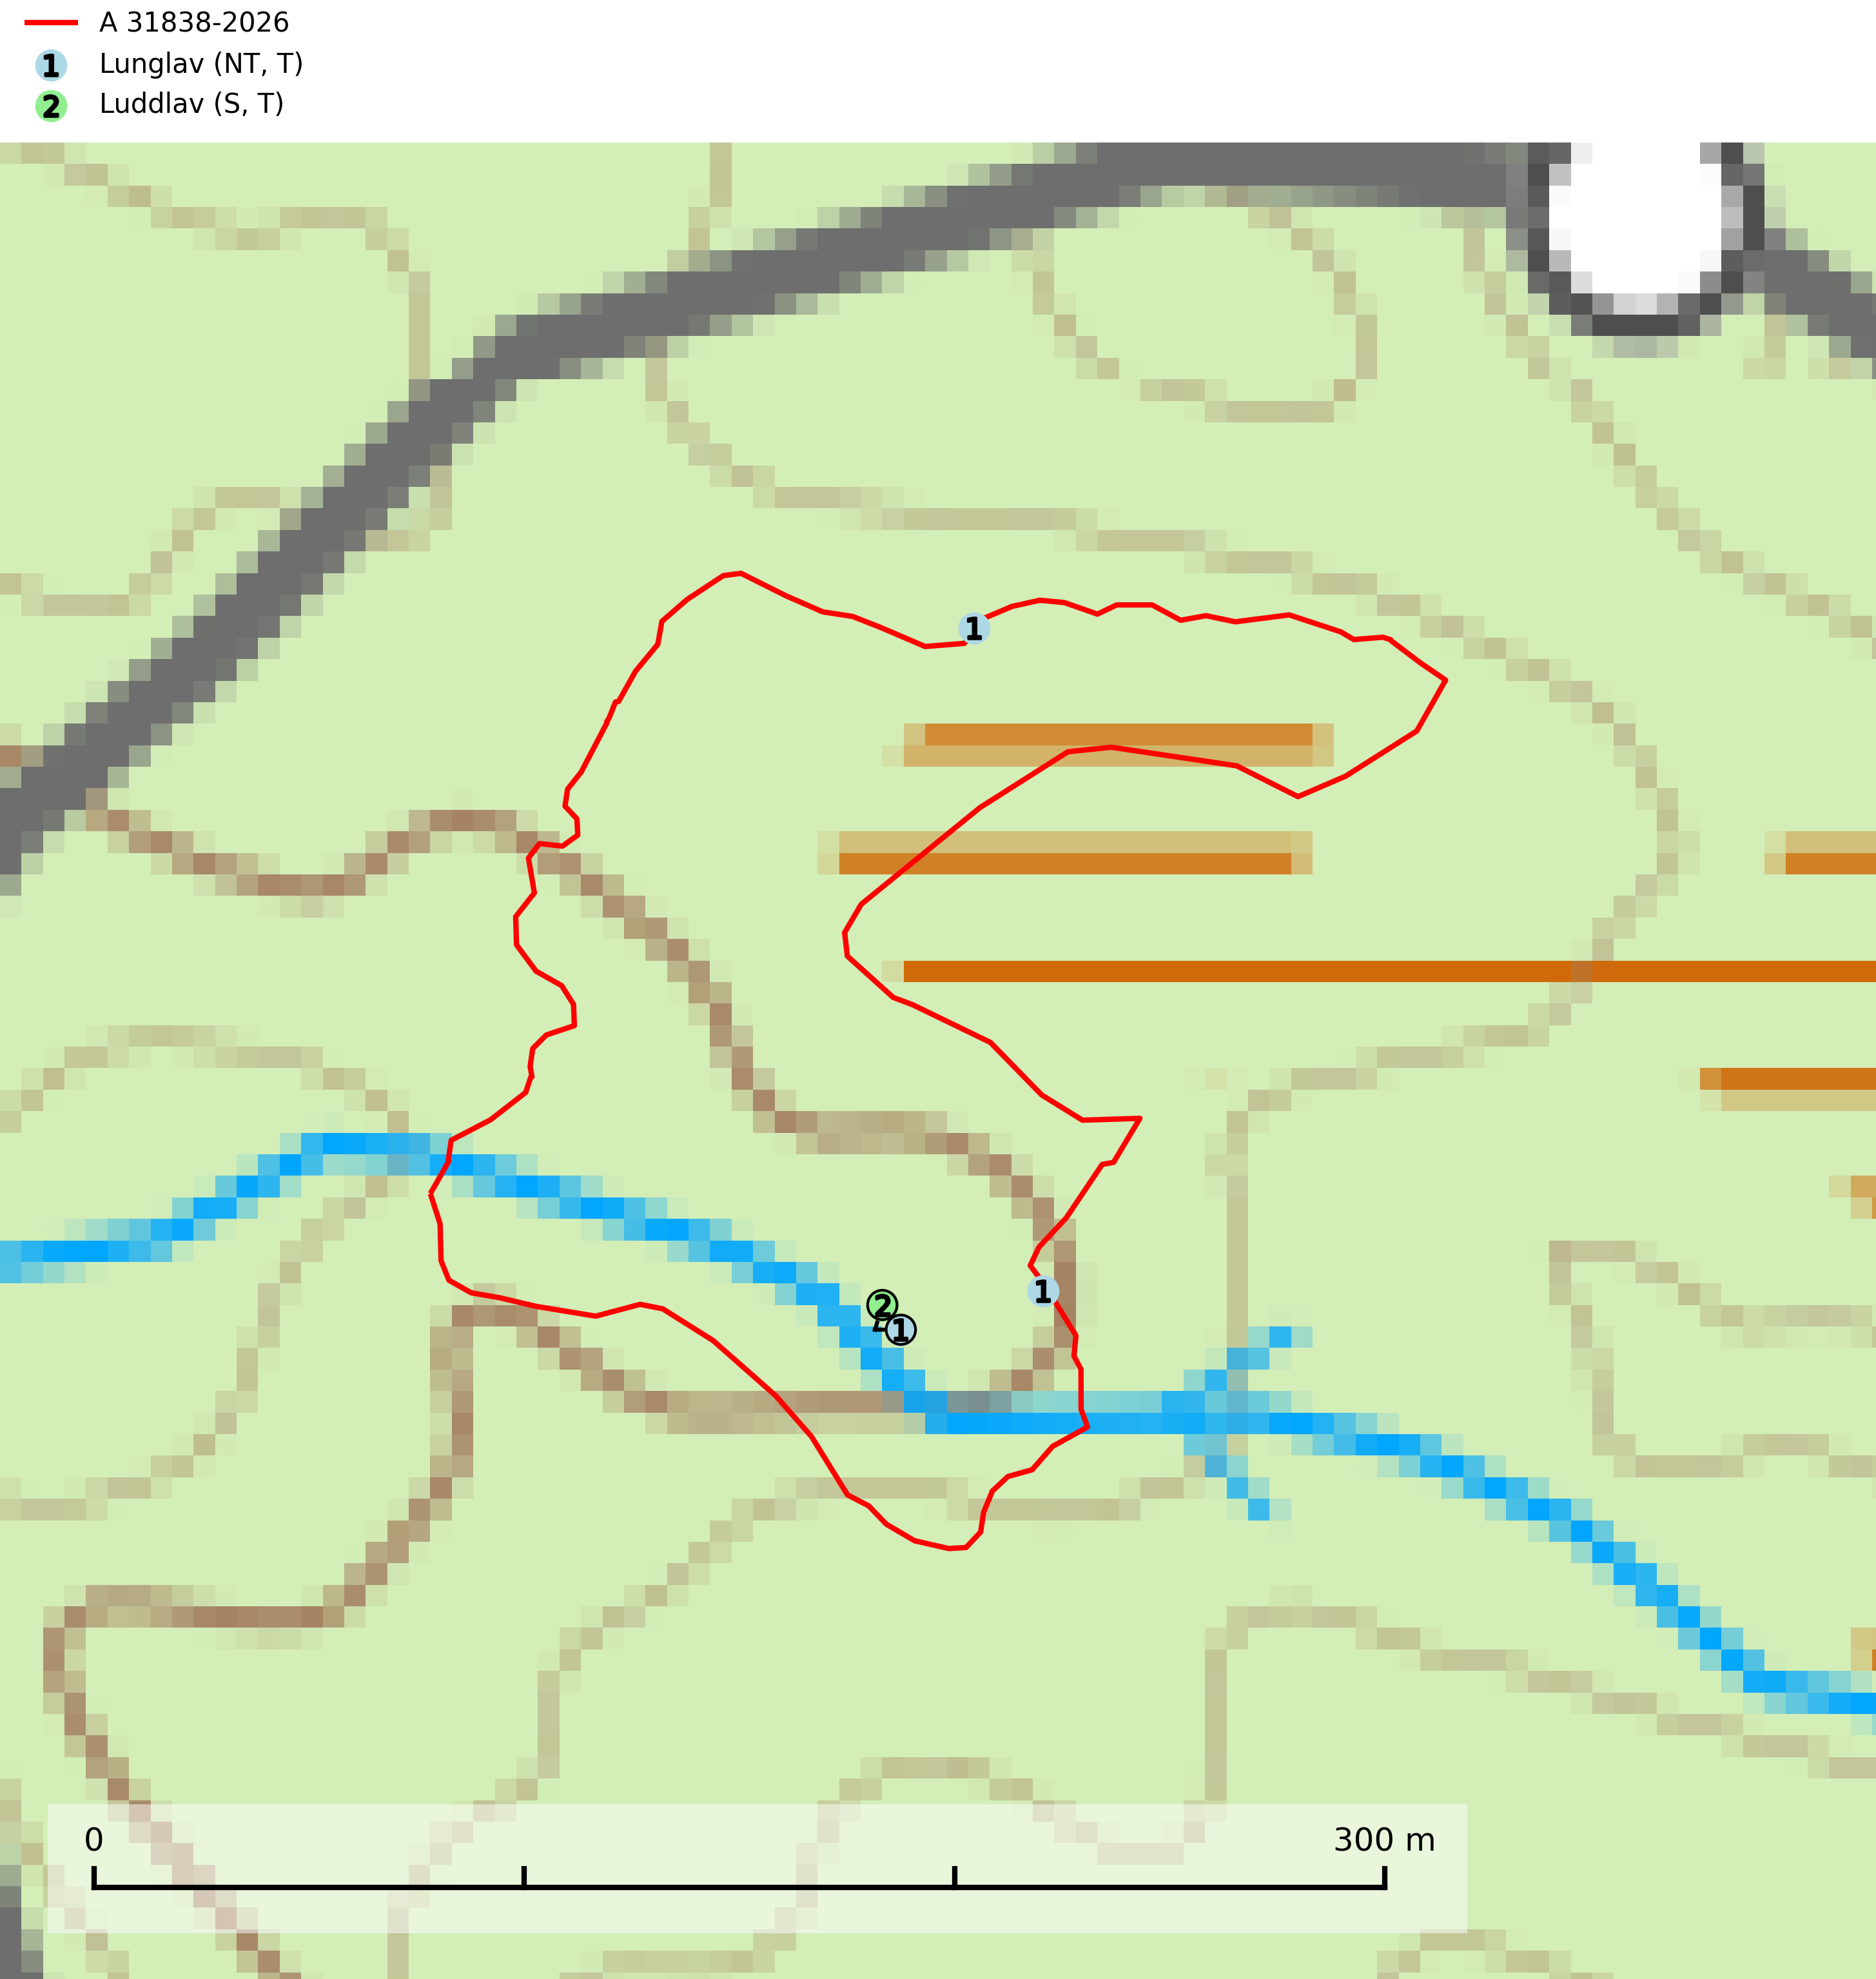 A 31838-2026
1 Lunglav (NT, T)
2 Luddlav (S, T)
1
1
2
1
0 300 m